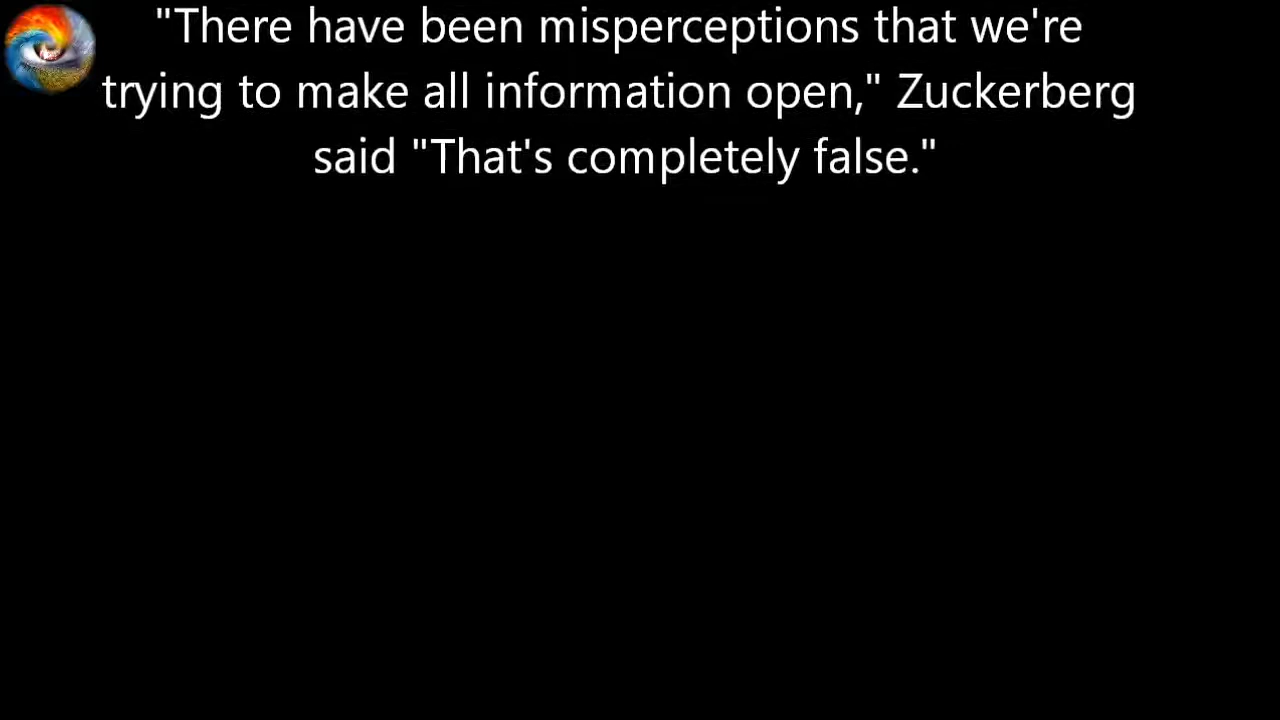 "There have been misperceptions that we're
trying to make all information open," Zuckerberg
said "That's completely false."